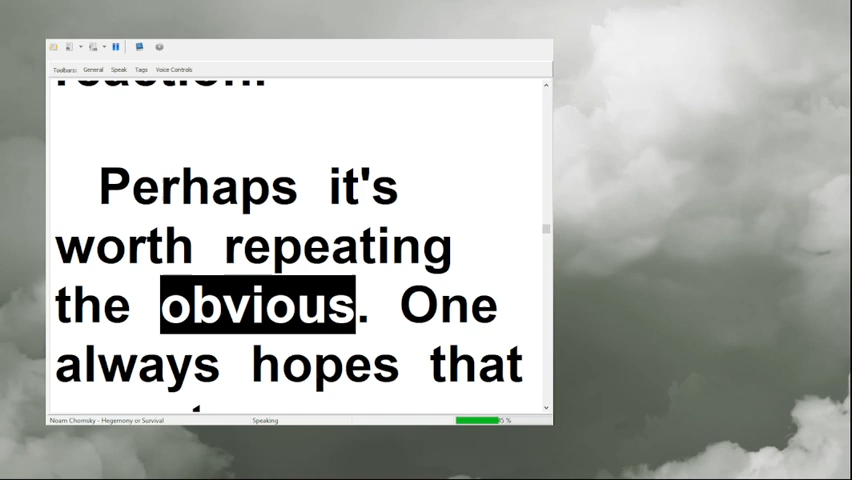 Toolbars: General Speak Tags Voice Controls
reaction.
Perhaps it's
worth repeating
the obvious. One
always hopes that
Noam Chomsky - Hegemony or Survival Speaking